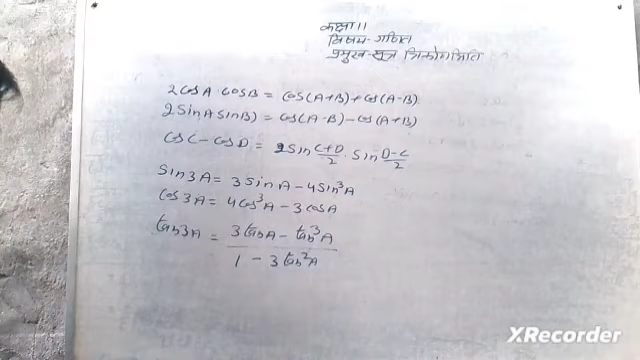 कक्षा 11
विषय - गणित
प्रमुख-सूत्र त्रिकोणमिति
2cosA·cosB = cos(A+B)+cos(A-B)
2sinA sinB) = cos(A-B)-cos(A+B)
cosC-cosD = 2sin (C+D)/2 · sin (D-C)/2
Sin3A = 3sinA - 4sin³A
cos3A = 4cos³A - 3cosA
tan3A = (3tanA - tan³A)/(1 - 3tan²A)
XRecorder